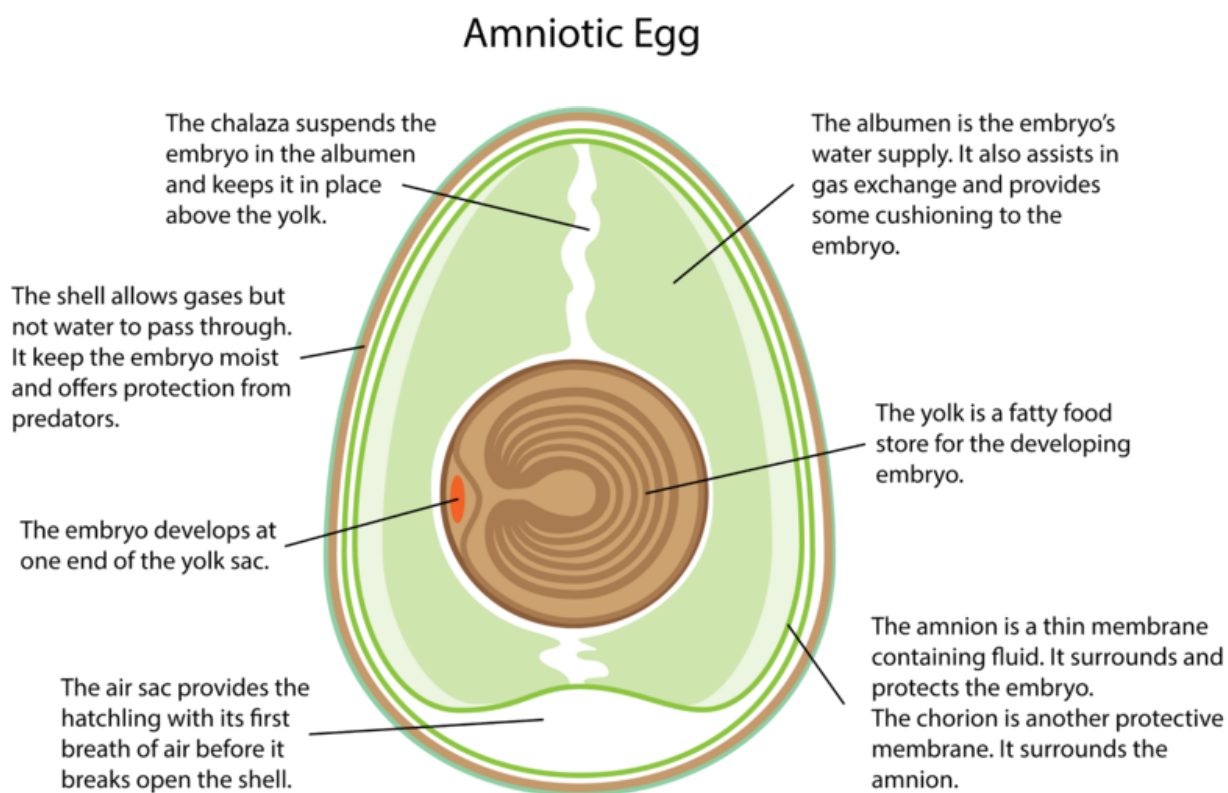 Amniotic Egg
The chalaza suspends the
embryo in the albumen
and keeps it in place
above the yolk.
The albumen is the embryo’s
water supply. It also assists in
gas exchange and provides
some cushioning to the
embryo.
The shell allows gases but
not water to pass through.
It keep the embryo moist
and offers protection from
predators.
The yolk is a fatty food
store for the developing
embryo.
The embryo develops at
one end of the yolk sac.
The amnion is a thin membrane
containing fluid. It surrounds and
protects the embryo.
The chorion is another protective
membrane. It surrounds the
amnion.
The air sac provides the
hatchling with its first
breath of air before it
breaks open the shell.